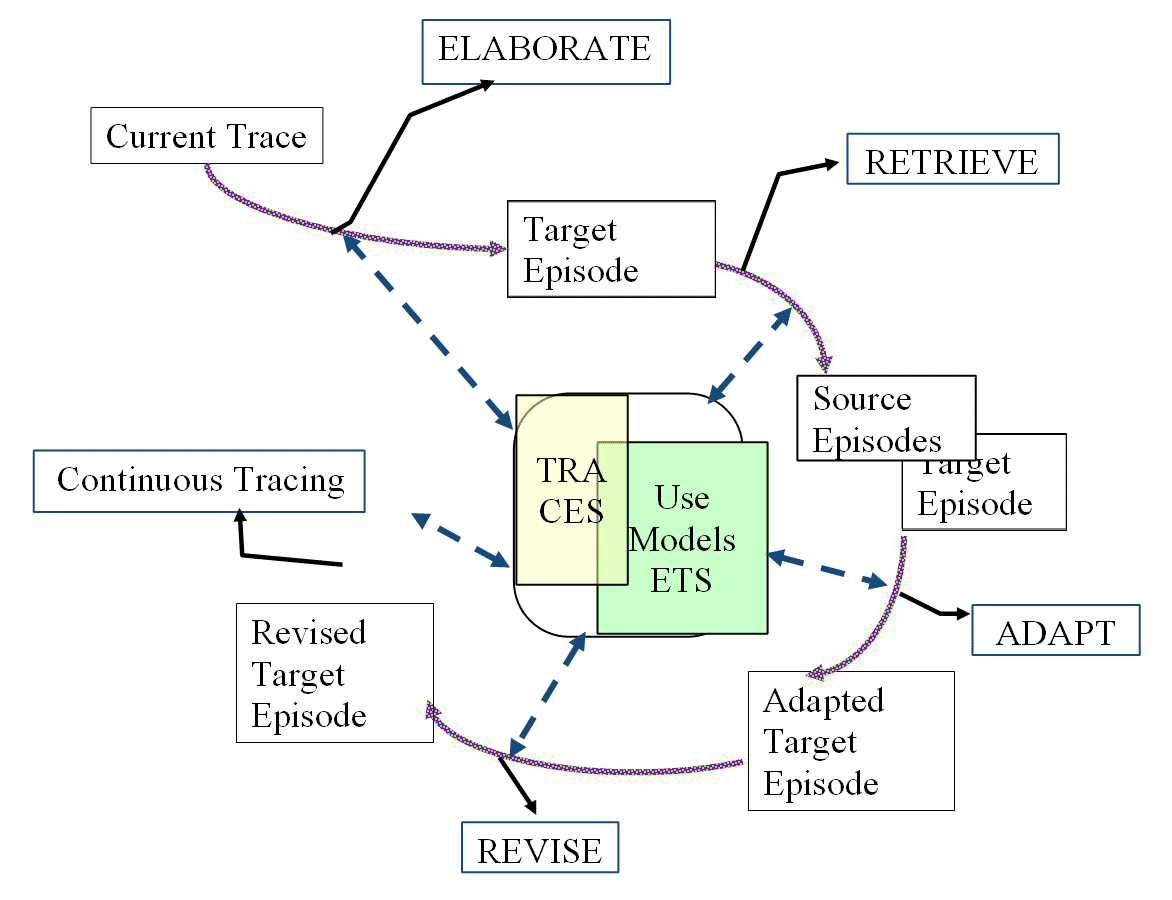 ELABORATE
Current Trace
RETRIEVE
Target
Episode
Source
Episodes
Target
Episode
Continuous Tracing
TRA
CES
Use
Models
ETS
ADAPT
Revised
Target
Episode
Adapted
Target
Episode
REVISE